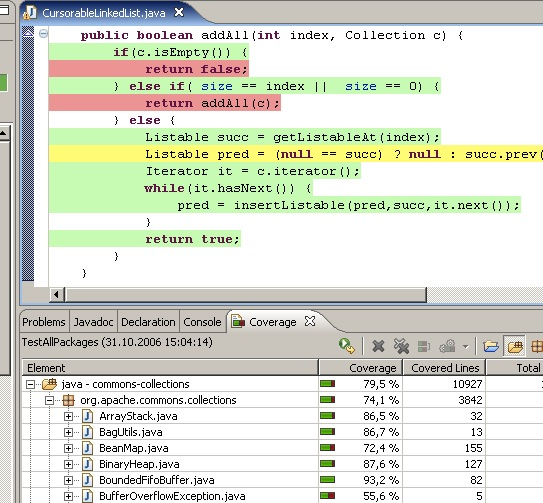 CursorableLinkedList.java
public boolean addAll(int index, Collection c) {
if(c.isEmpty()) {
return false;
} else if( size == index || size == 0) {
return addAll(c);
} else {
Listable succ = getListableAt(index);
Listable pred = (null == succ) ? null : succ.prev(
Iterator it = c.iterator();
while(it.hasNext()) {
pred = insertListable(pred,succ,it.next());
}
return true;
}
}
Problems Javadoc Declaration Console Coverage
TestAllPackages (31.10.2006 15:04:14)
Element Coverage Covered Lines Total
java - commons-collections 79,5 % 10927
org.apache.commons.collections 74,1 % 3842
ArrayStack.java 86,5 % 32
BagUtils.java 86,7 % 13
BeanMap.java 72,4 % 155
BinaryHeap.java 87,6 % 127
BoundedFifoBuffer.java 93,2 % 82
BufferOverflowException.java 55,6 % 5